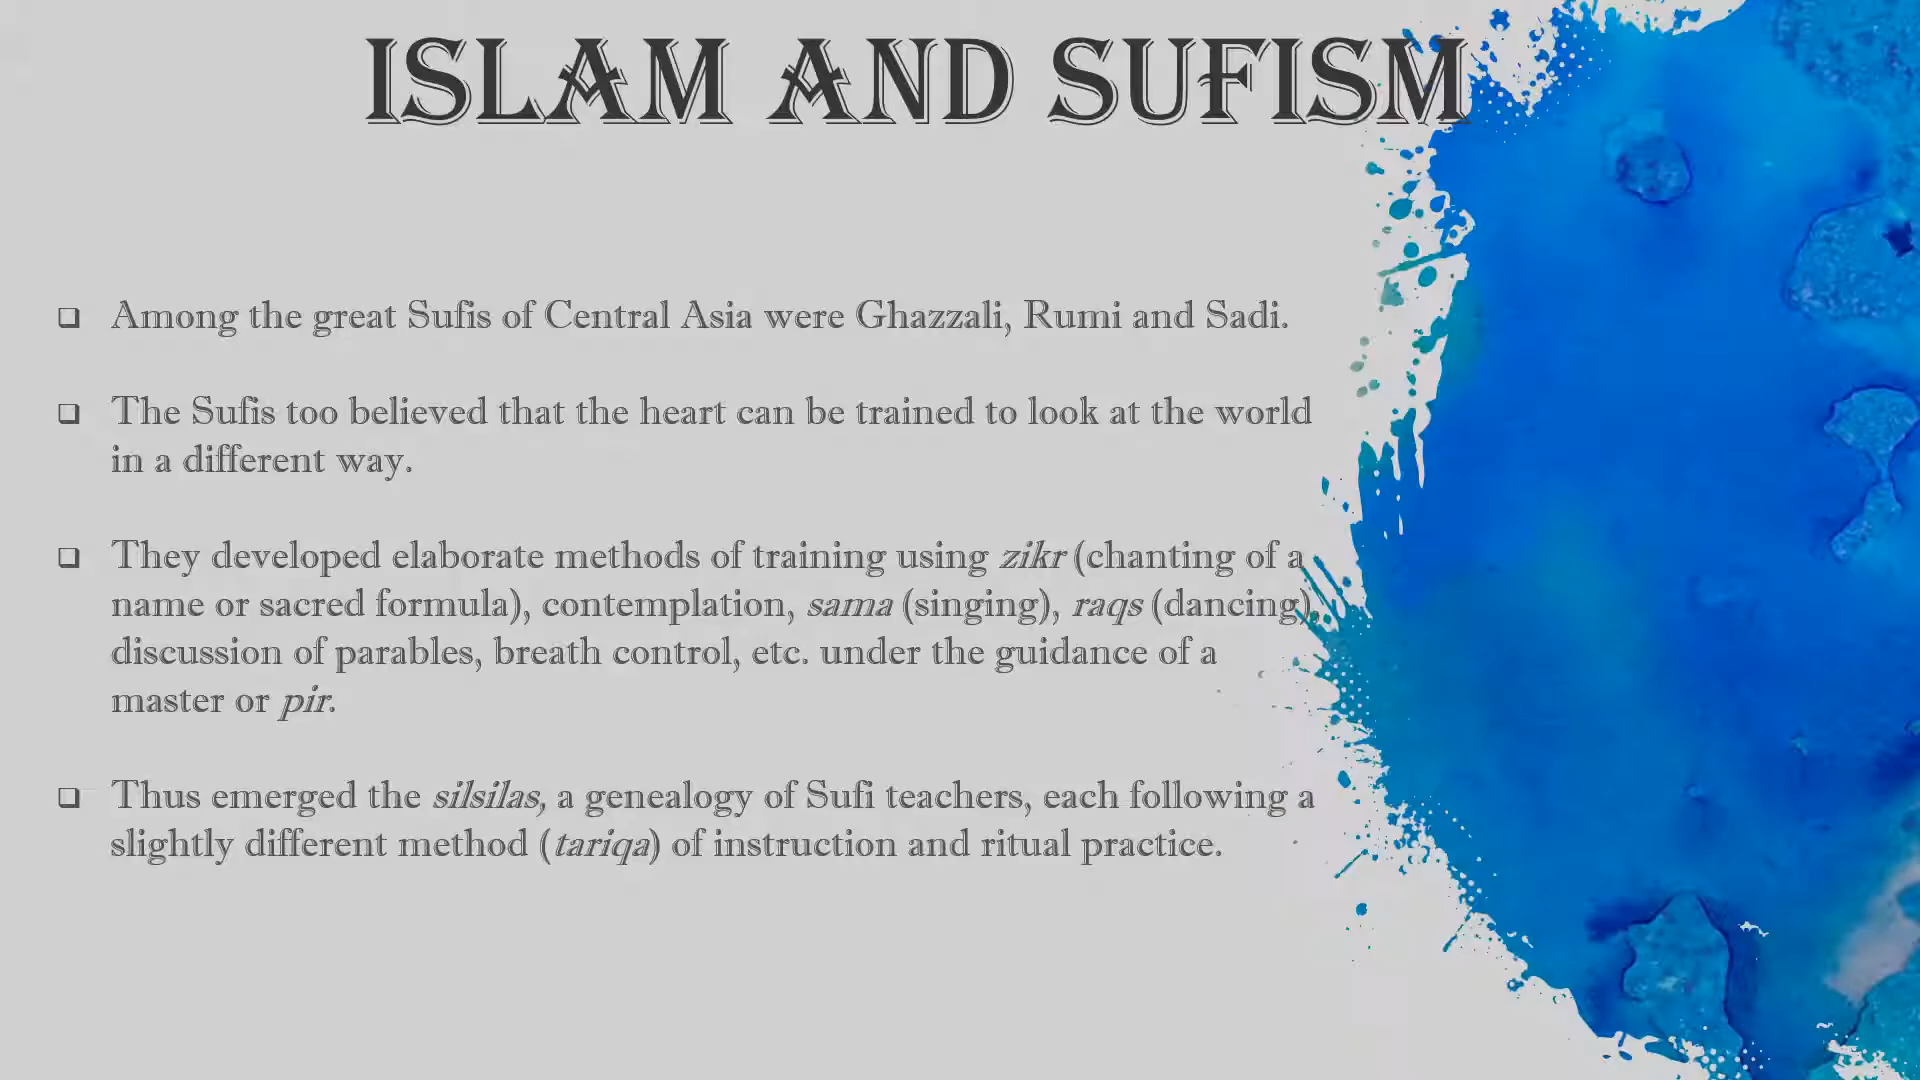 ISLAM AND SUFISM
❑ Among the great Sufis of Central Asia were Ghazzali, Rumi and Sadi.
❑ The Sufis too believed that the heart can be trained to look at the world
in a different way.
❑ They developed elaborate methods of training using zikr (chanting of a
name or sacred formula), contemplation, sama (singing), raqs (dancing),
discussion of parables, breath control, etc. under the guidance of a
master or pir.
❑ Thus emerged the silsilas, a genealogy of Sufi teachers, each following a
slightly different method (tariqa) of instruction and ritual practice.